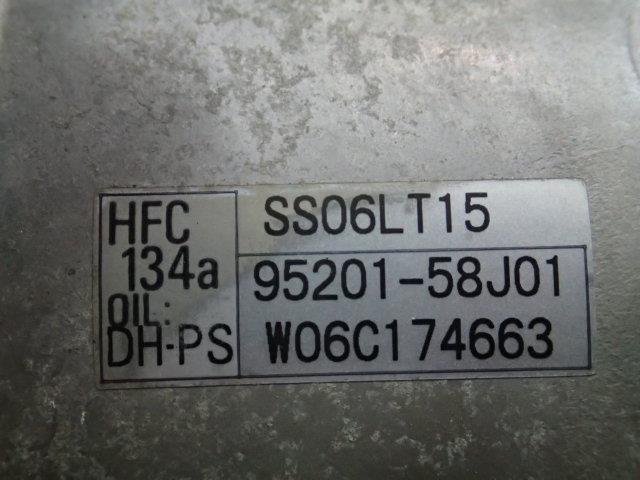 HFC
134a
OIL:
DH-PS
SS06LT15
95201-58J01
W06C174663